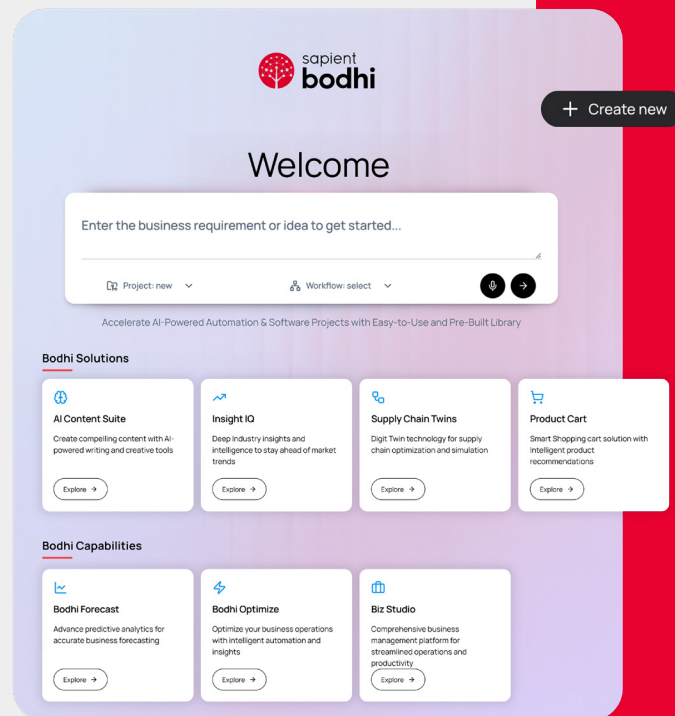 sapient
bodhi
+ Create new
Welcome
Enter the business requirement or idea to get started...
Project: new
Workflow: select
Accelerate AI-Powered Automation & Software Projects with Easy-to-Use and Pre-Built Library
Bodhi Solutions
AI Content Suite
Create compelling content with AI-
powered writing and creative tools
Explore →
Insight IQ
Deep Industry insights and
intelligence to stay ahead of market
trends
Explore →
Supply Chain Twins
Digit Twin technology for supply
chain optimization and simulation
Explore →
Product Cart
Smart Shopping cart solution with
Intelligent product
recommendations
Explore →
Bodhi Capabilities
Bodhi Forecast
Advance predictive analytics for
accurate business forecasting
Explore →
Bodhi Optimize
Optimize your business operations
with intelligent automation and
insights
Explore →
Biz Studio
Comprehensive business
management platform for
streamlined operations and
productivity
Explore →